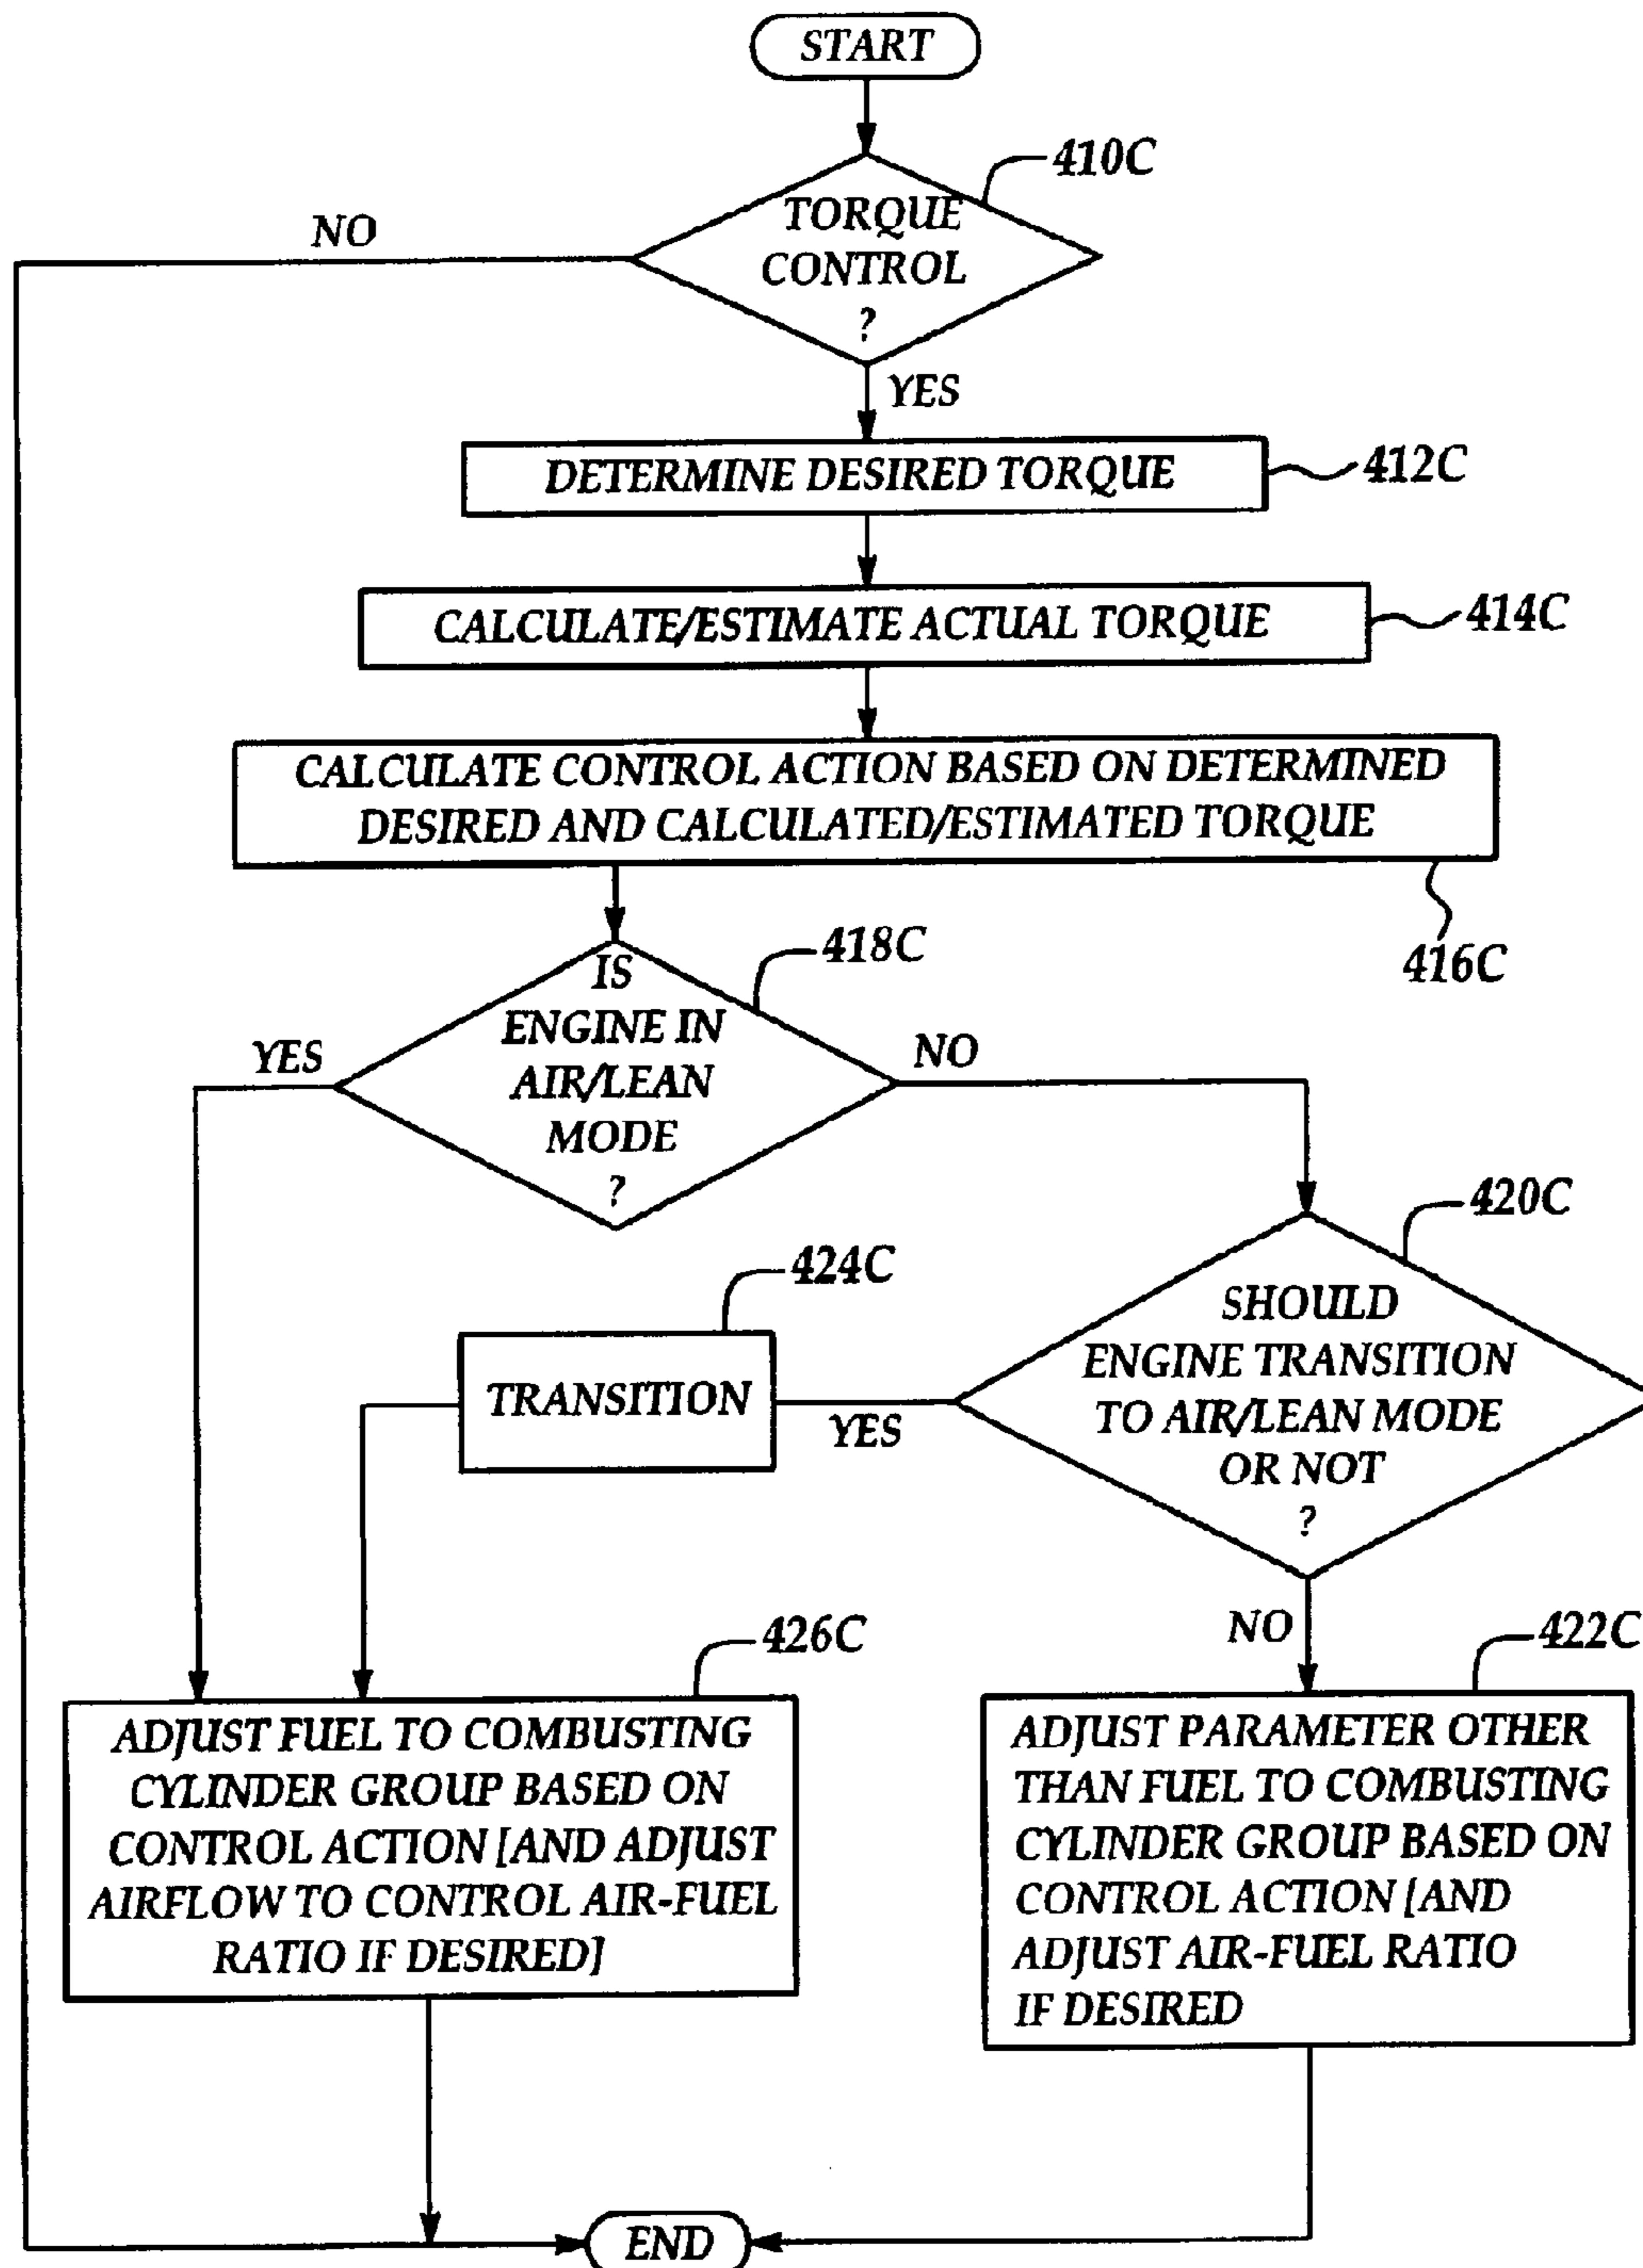 START
410C
NO
TORQUE
CONTROL
?
YES
DETERMINE DESIRED TORQUE
412C
CALCULATE/ESTIMATE ACTUAL TORQUE
414C
CALCULATE CONTROL ACTION BASED ON DETERMINED
DESIRED AND CALCULATED/ESTIMATED TORQUE
416C
418C
IS
ENGINE IN
AIR/LEAN
MODE
?
YES
NO
420C
424C
SHOULD
ENGINE TRANSITION
TO AIR/LEAN MODE
OR NOT
?
TRANSITION
YES
NO
426C
422C
ADJUST FUEL TO COMBUSTING
CYLINDER GROUP BASED ON
CONTROL ACTION [AND ADJUST
AIRFLOW TO CONTROL AIR-FUEL
RATIO IF DESIRED]
ADJUST PARAMETER OTHER
THAN FUEL TO COMBUSTING
CYLINDER GROUP BASED ON
CONTROL ACTION [AND
ADJUST AIR-FUEL RATIO
IF DESIRED
END